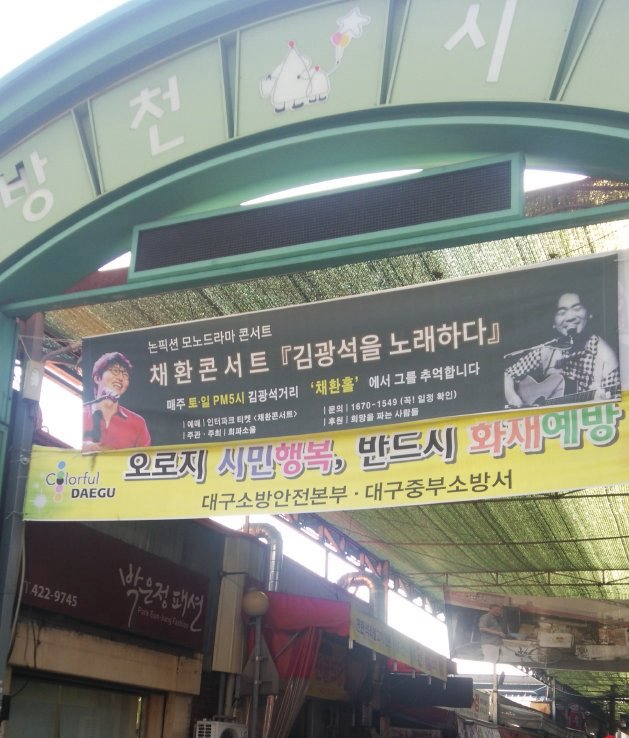 방천시
논픽션 모노드라마 콘서트
채환콘서트 『김광석을 노래하다』
매주 토·일 PM5시 김광석거리 '채환홀' 에서 그를 추억합니다
| 예매 | 인터파크 티켓 <채환콘서트>
| 주관·주최 | 희파소울
| 문의 | 1670-1549 (꼭! 일정 확인)
| 후원 | 희망을 파는 사람들
Colorful
DAEGU
오로지 시민행복, 반드시 화재예방
대구소방안전본부 · 대구중부소방서
422-9745
박은정패션
Park Eun-Jung Fashion